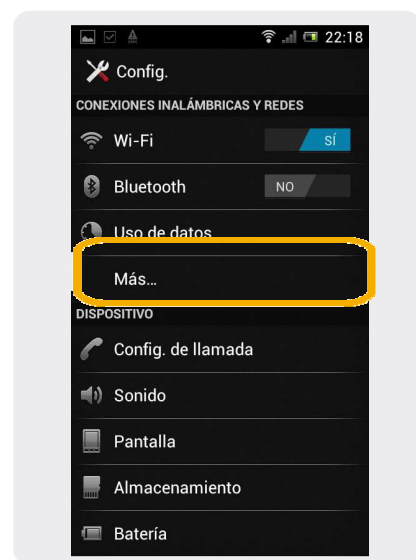 22:18
Config.
CONEXIONES INALÁMBRICAS Y REDES
Wi-Fi SÍ
Bluetooth NO
Uso de datos
Más...
DISPOSITIVO
Config. de llamada
Sonido
Pantalla
Almacenamiento
Batería